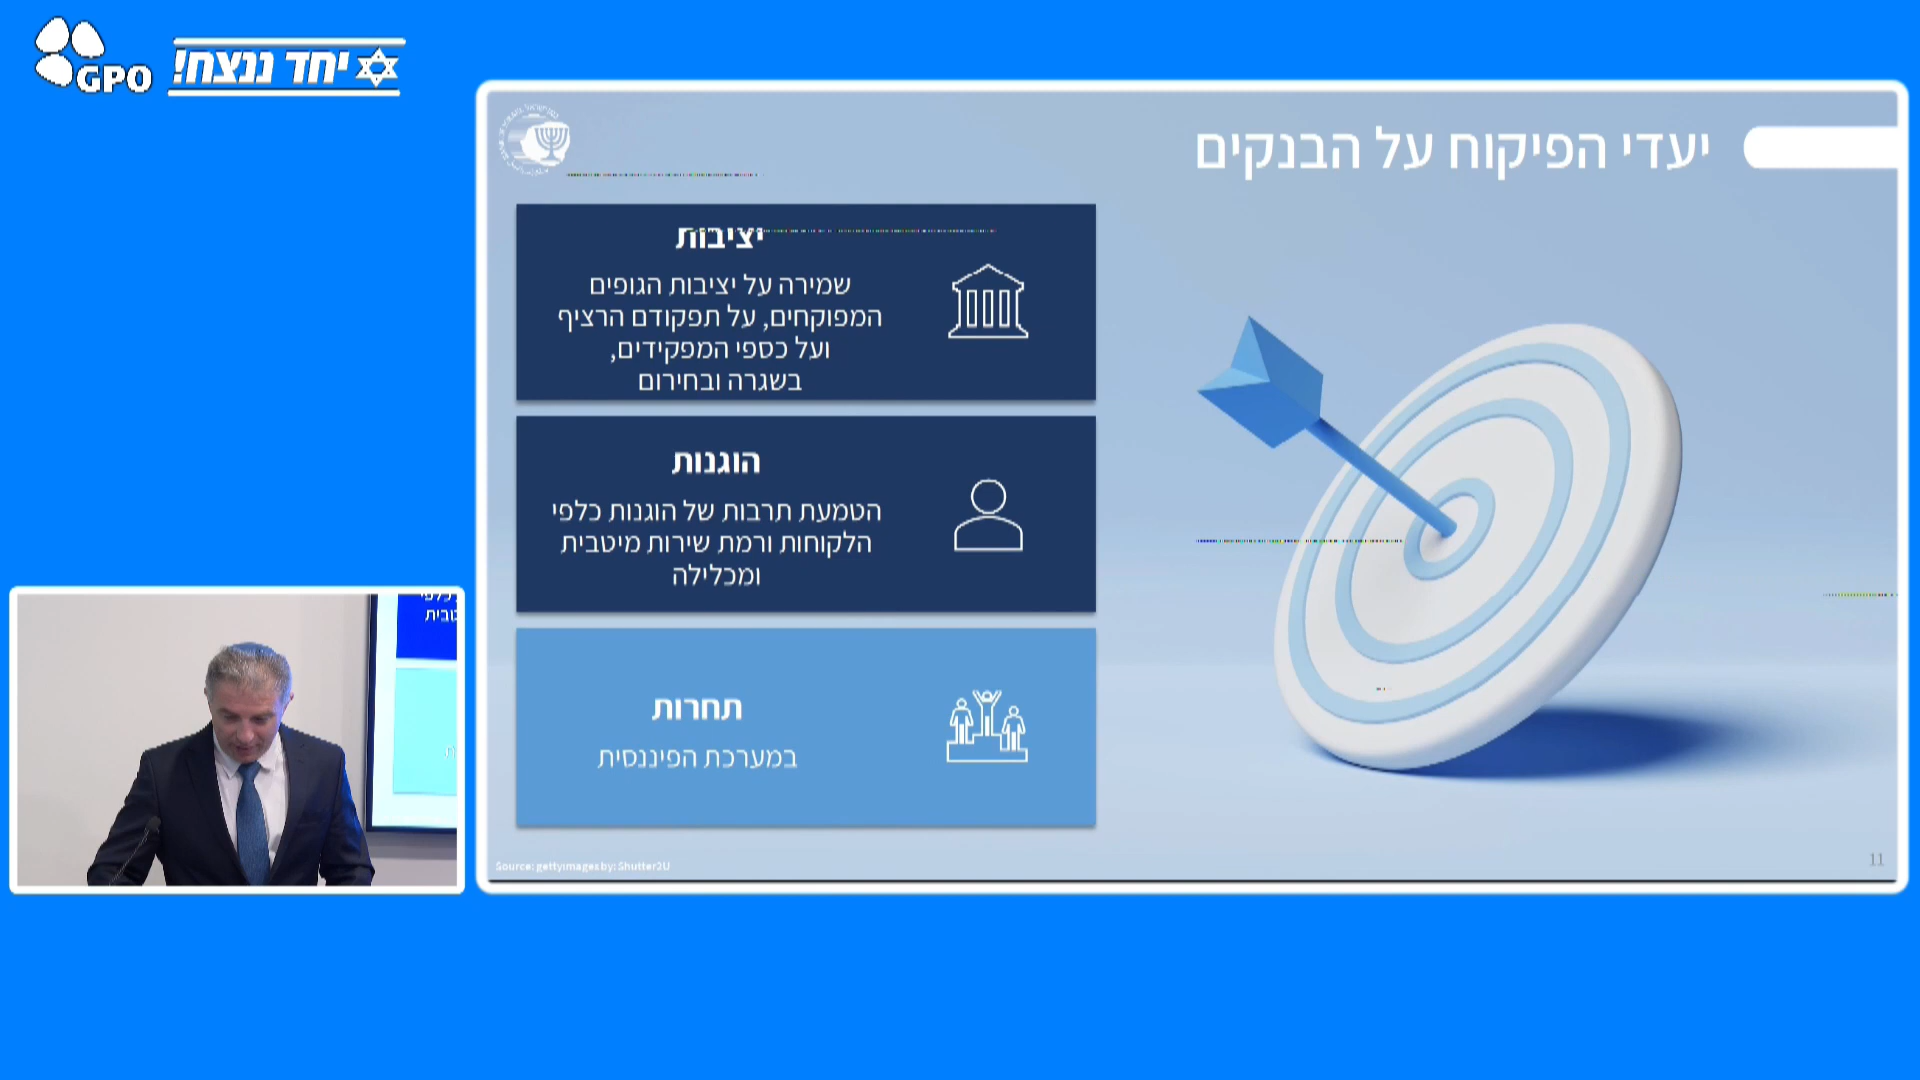 GPO
יחד ננצח!
יעדי הפיקוח על הבנקים
יציבות
שמירה על יציבות הגופים
המפוקחים, על תפקודם הרציף
ועל כספי המפקידים,
בשגרה ובחירום
הוגנות
הטמעת תרבות של הוגנות כלפי
הלקוחות ורמת שירות מיטבית
ומכלילה
תחרות
במערכת הפיננסית
Source: gettyimages by: Shutter2U
11
כלפי
טבית